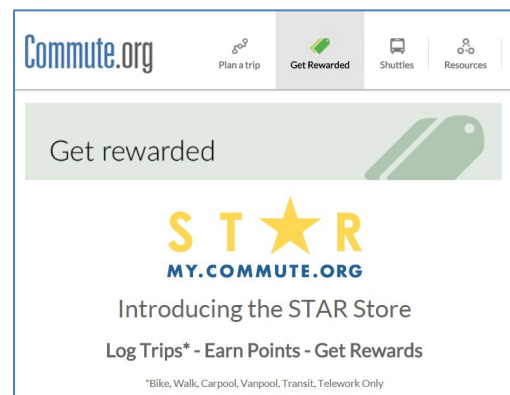 Commute.org
Plan a trip
Get Rewarded
Shuttles
Resources
Get rewarded
ST★R
MY.COMMUTE.ORG
Introducing the STAR Store
Log Trips* - Earn Points - Get Rewards
*Bike, Walk, Carpool, Vanpool, Transit, Telework Only